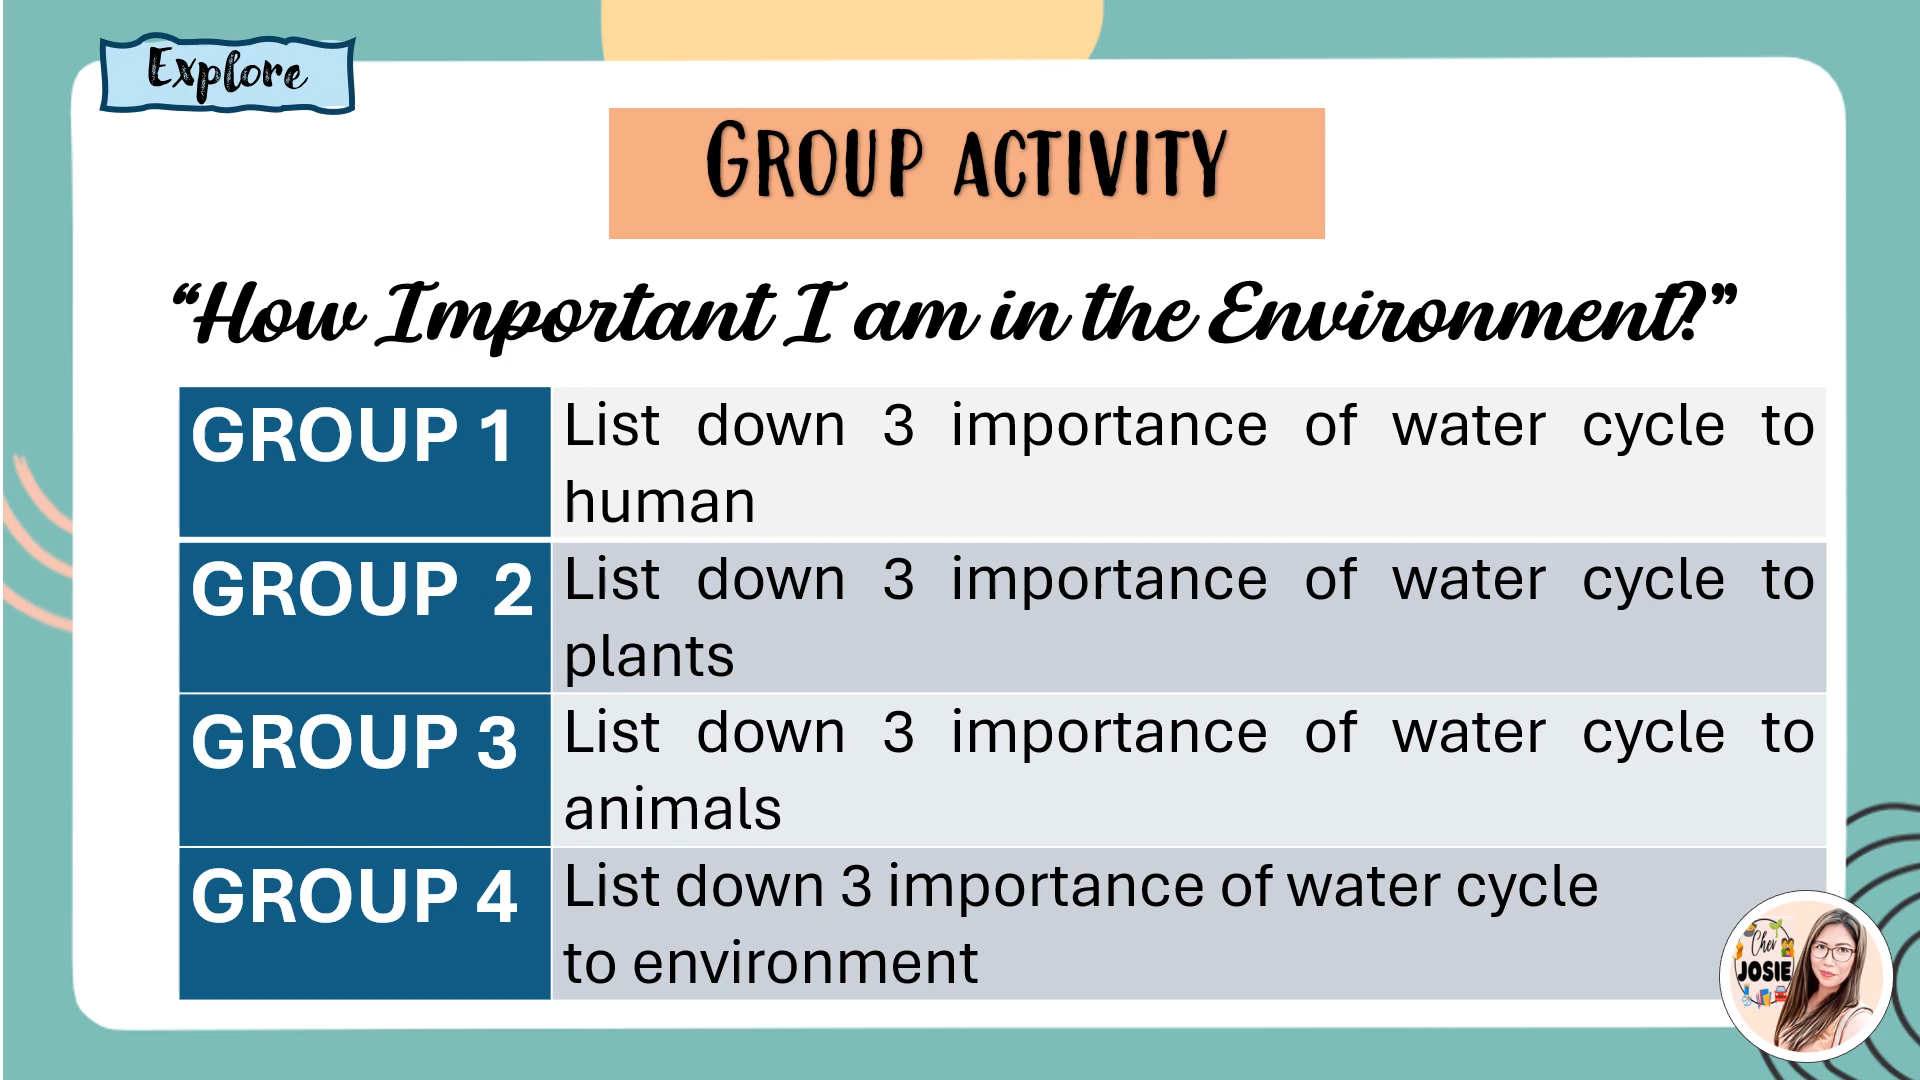 Explore
GROUP ACTIVITY
“How Important I am in the Environment?”
GROUP 1
List down 3 importance of water cycle to
human
GROUP 2
List down 3 importance of water cycle to
plants
GROUP 3
List down 3 importance of water cycle to
animals
GROUP 4
List down 3 importance of water cycle
to environment
Cher
JOSIE